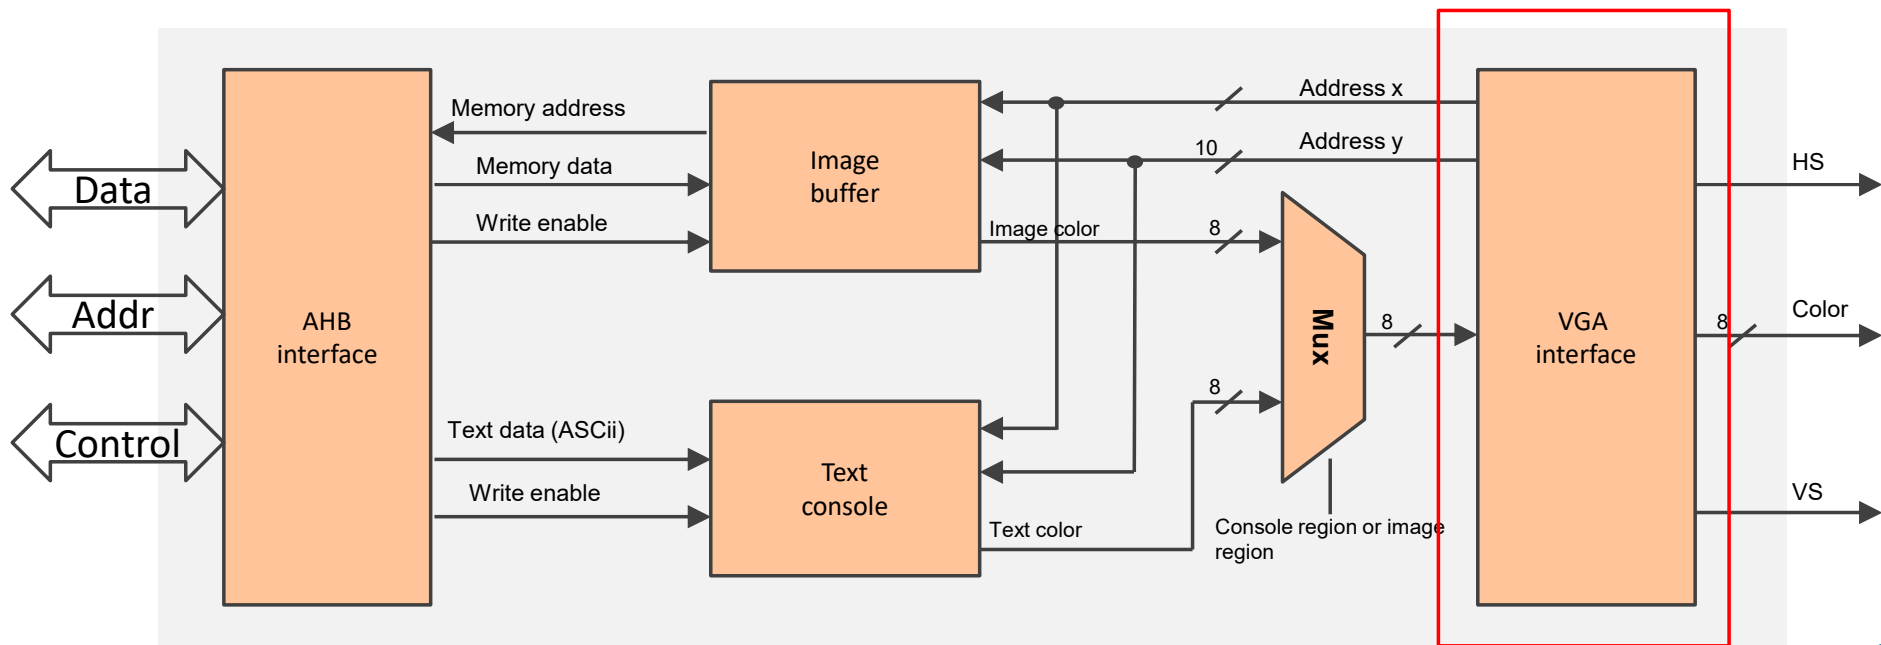 Data
Addr
Control
AHB
interface
Memory address
Memory data
Write enable
Text data (ASCii)
Write enable
Image
buffer
Text
console
Address x
10
Address y
Image color
8
8
Text color
Mux
Console region or image
region
8
VGA
interface
HS
8
Color
VS